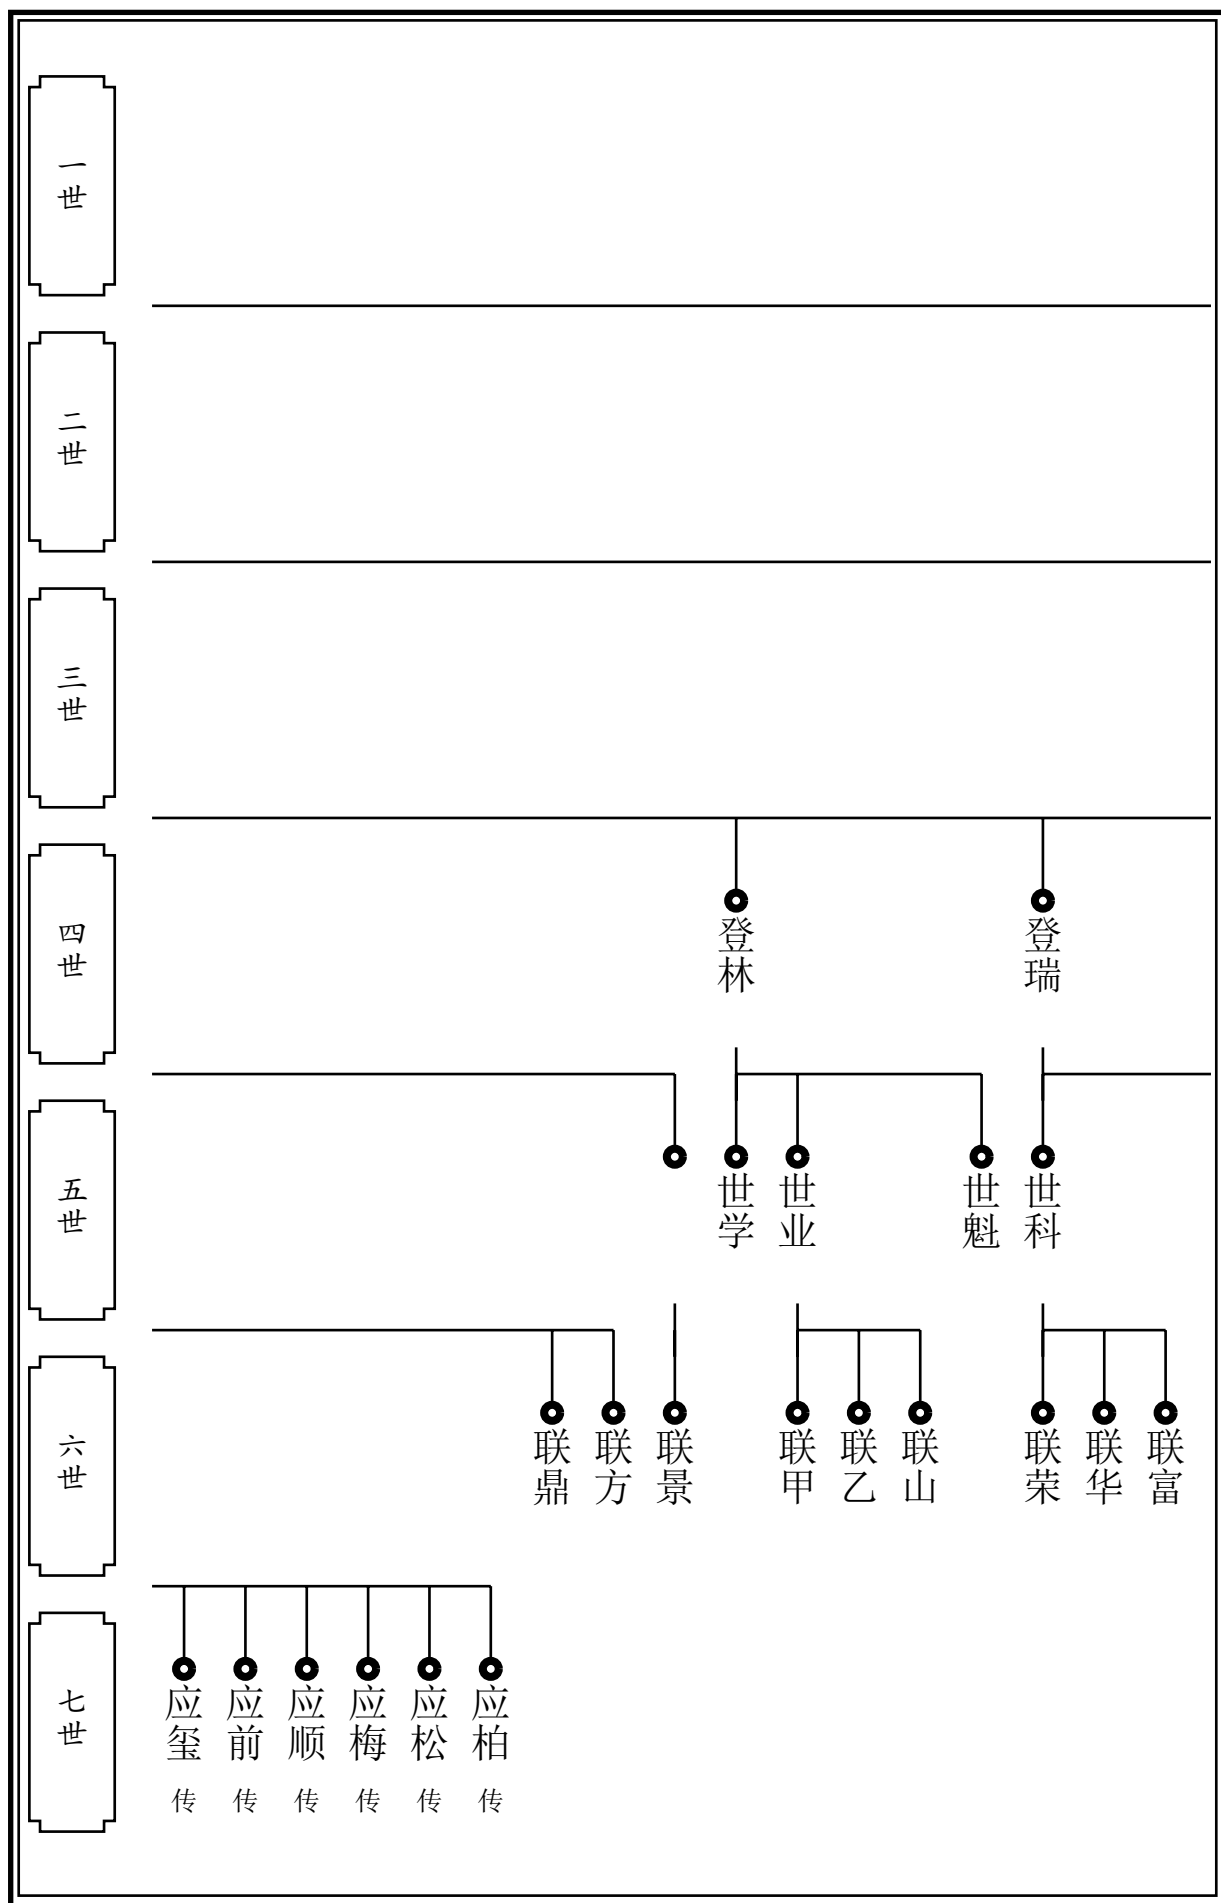 一世
二世
三世
四世
登林
登瑞
五世
世学
世业
世魁
世科
六世
联鼎
联方
联景
联甲
联乙
联山
联荣
联华
联富
七世
应玺
传
应前
传
应顺
传
应梅
传
应松
传
应柏
传